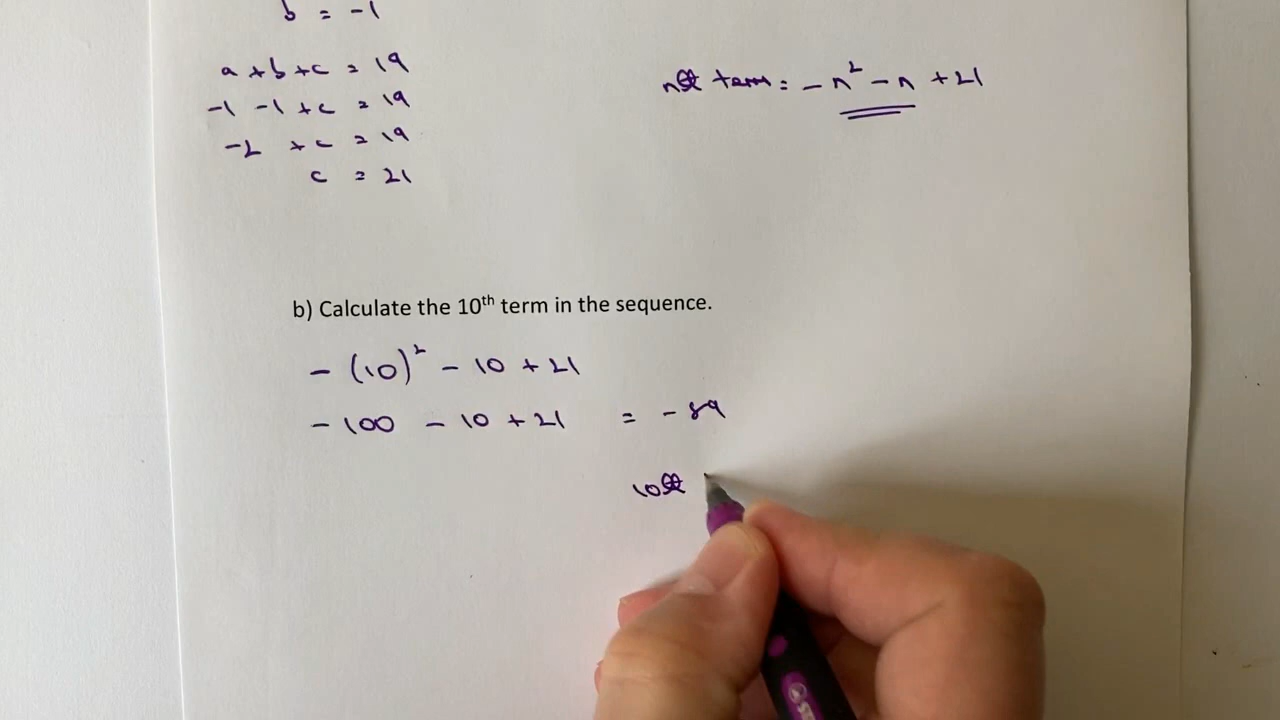 b = -1
a + b + c = 19
-1 -1 + c = 19
-2 + c = 19
c = 21
nth term = -n² - n + 21
b) Calculate the 10th term in the sequence.
-(10)² - 10 + 21
-100 - 10 + 21 = -89
10th